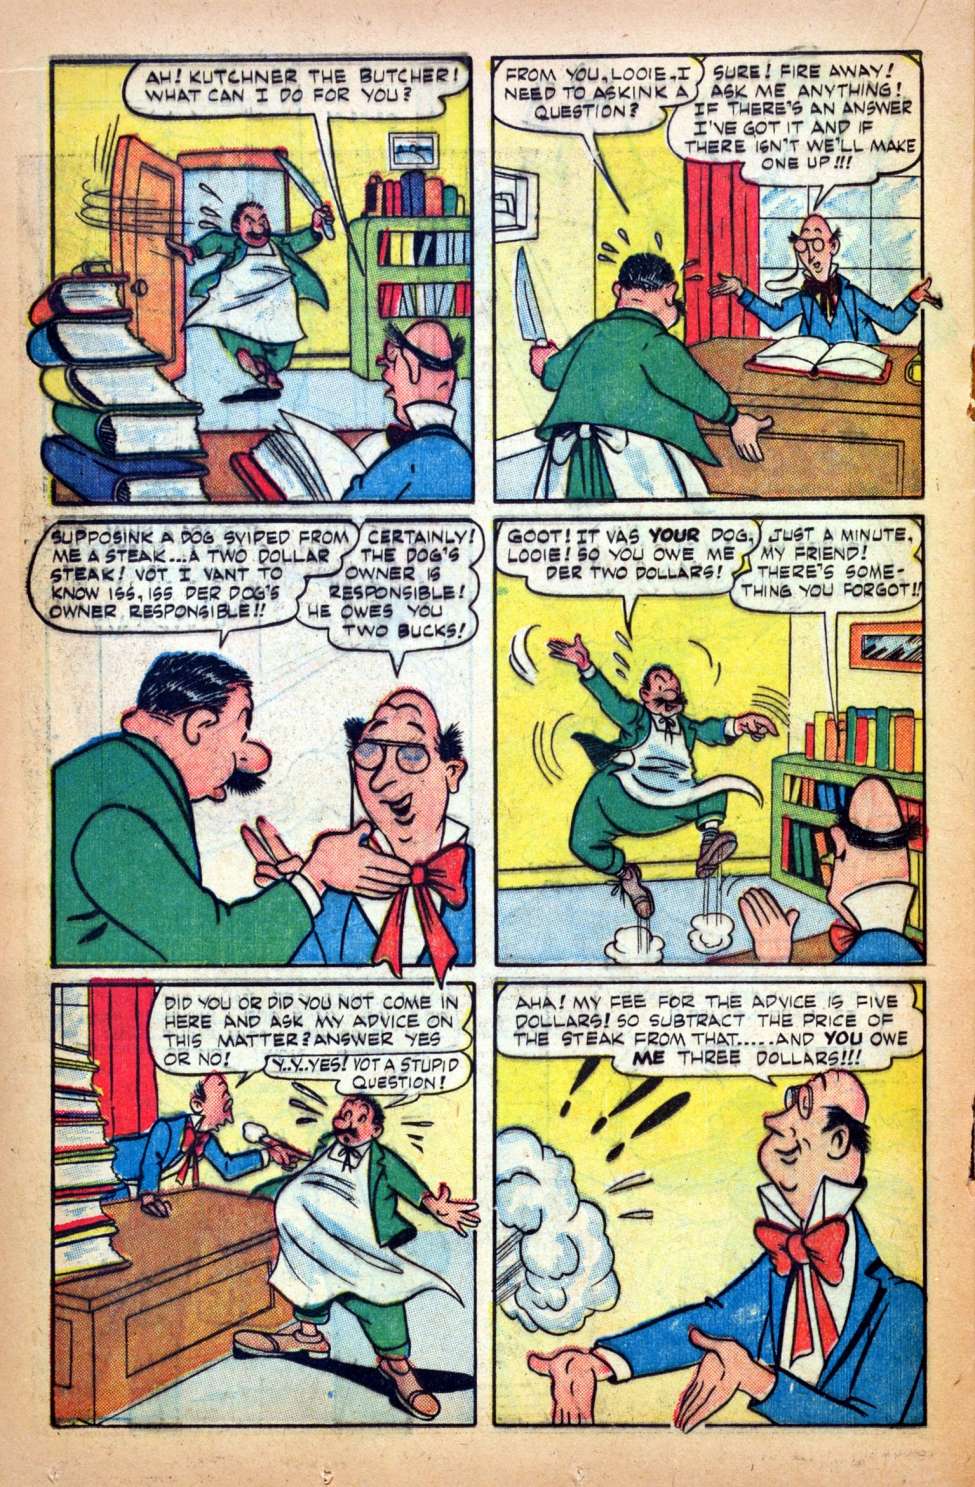 AH! KUTCHNER THE BUTCHER!
WHAT CAN I DO FOR YOU?
FROM YOU, LOOIE, I
NEED TO ASKINK A
QUESTION?
SURE! FIRE AWAY!
ASK ME ANYTHING!
IF THERE'S AN ANSWER
I'VE GOT IT AND IF
THERE ISN'T WE'LL MAKE
ONE UP!!!
SUPPOSINK A DOG SVIPED FROM
ME A STEAK...A TWO DOLLAR
STEAK! VOT I VANT TO
KNOW ISS, ISS DER DOG'S
OWNER RESPONSIBLE!!
CERTAINLY!
THE DOG'S
OWNER IS
RESPONSIBLE!
HE OWES YOU
TWO BUCKS!
GOOT! IT VAS YOUR DOG,
LOOIE! SO YOU OWE ME
DER TWO DOLLARS!
JUST A MINUTE,
MY FRIEND!
THERE'S SOME-
THING YOU FORGOT!!
DID YOU OR DID YOU NOT COME IN
HERE AND ASK MY ADVICE ON
THIS MATTER? ANSWER YES
OR NO!
Y..Y..YES! VOT A STUPID
QUESTION!
AHA! MY FEE FOR THE ADVICE IS FIVE
DOLLARS! SO SUBTRACT THE PRICE OF
THE STEAK FROM THAT.....AND YOU OWE
ME THREE DOLLARS!!!